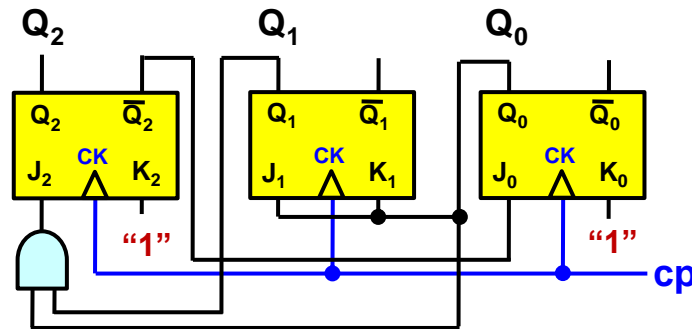 Q₂ Q₁ Q₀
Q₂ Q̅₂ Q₁ Q̅₁ Q₀ Q̅₀
J₂ CK K₂ J₁ CK K₁ J₀ CK K₀
“1” “1”
cp